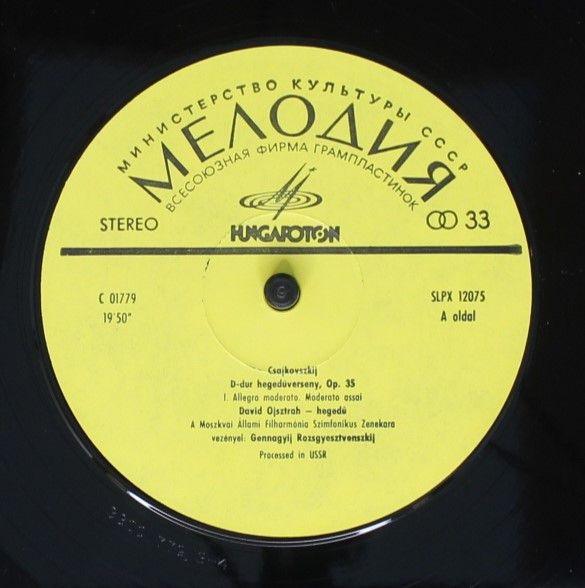 МИНИСТЕРСТВО КУЛЬТУРЫ СССР
МЕЛОДИЯ
ВСЕСОЮЗНАЯ ФИРМА ГРАМПЛАСТИНОК
STEREO
33
HUNGAROTON
C 01779
19'50"
SLPX 12075
A oldal
Csajkovszkij
D-dur hegedűverseny, Op. 35
I. Allegro moderato. Moderato assai
David Ojsztrah — hegedű
A Moszkvai Állami Filharmónia Szimfonikus Zenekara
vezényel: Gennagyij Rozsgyesztvenszkij
Processed in USSR